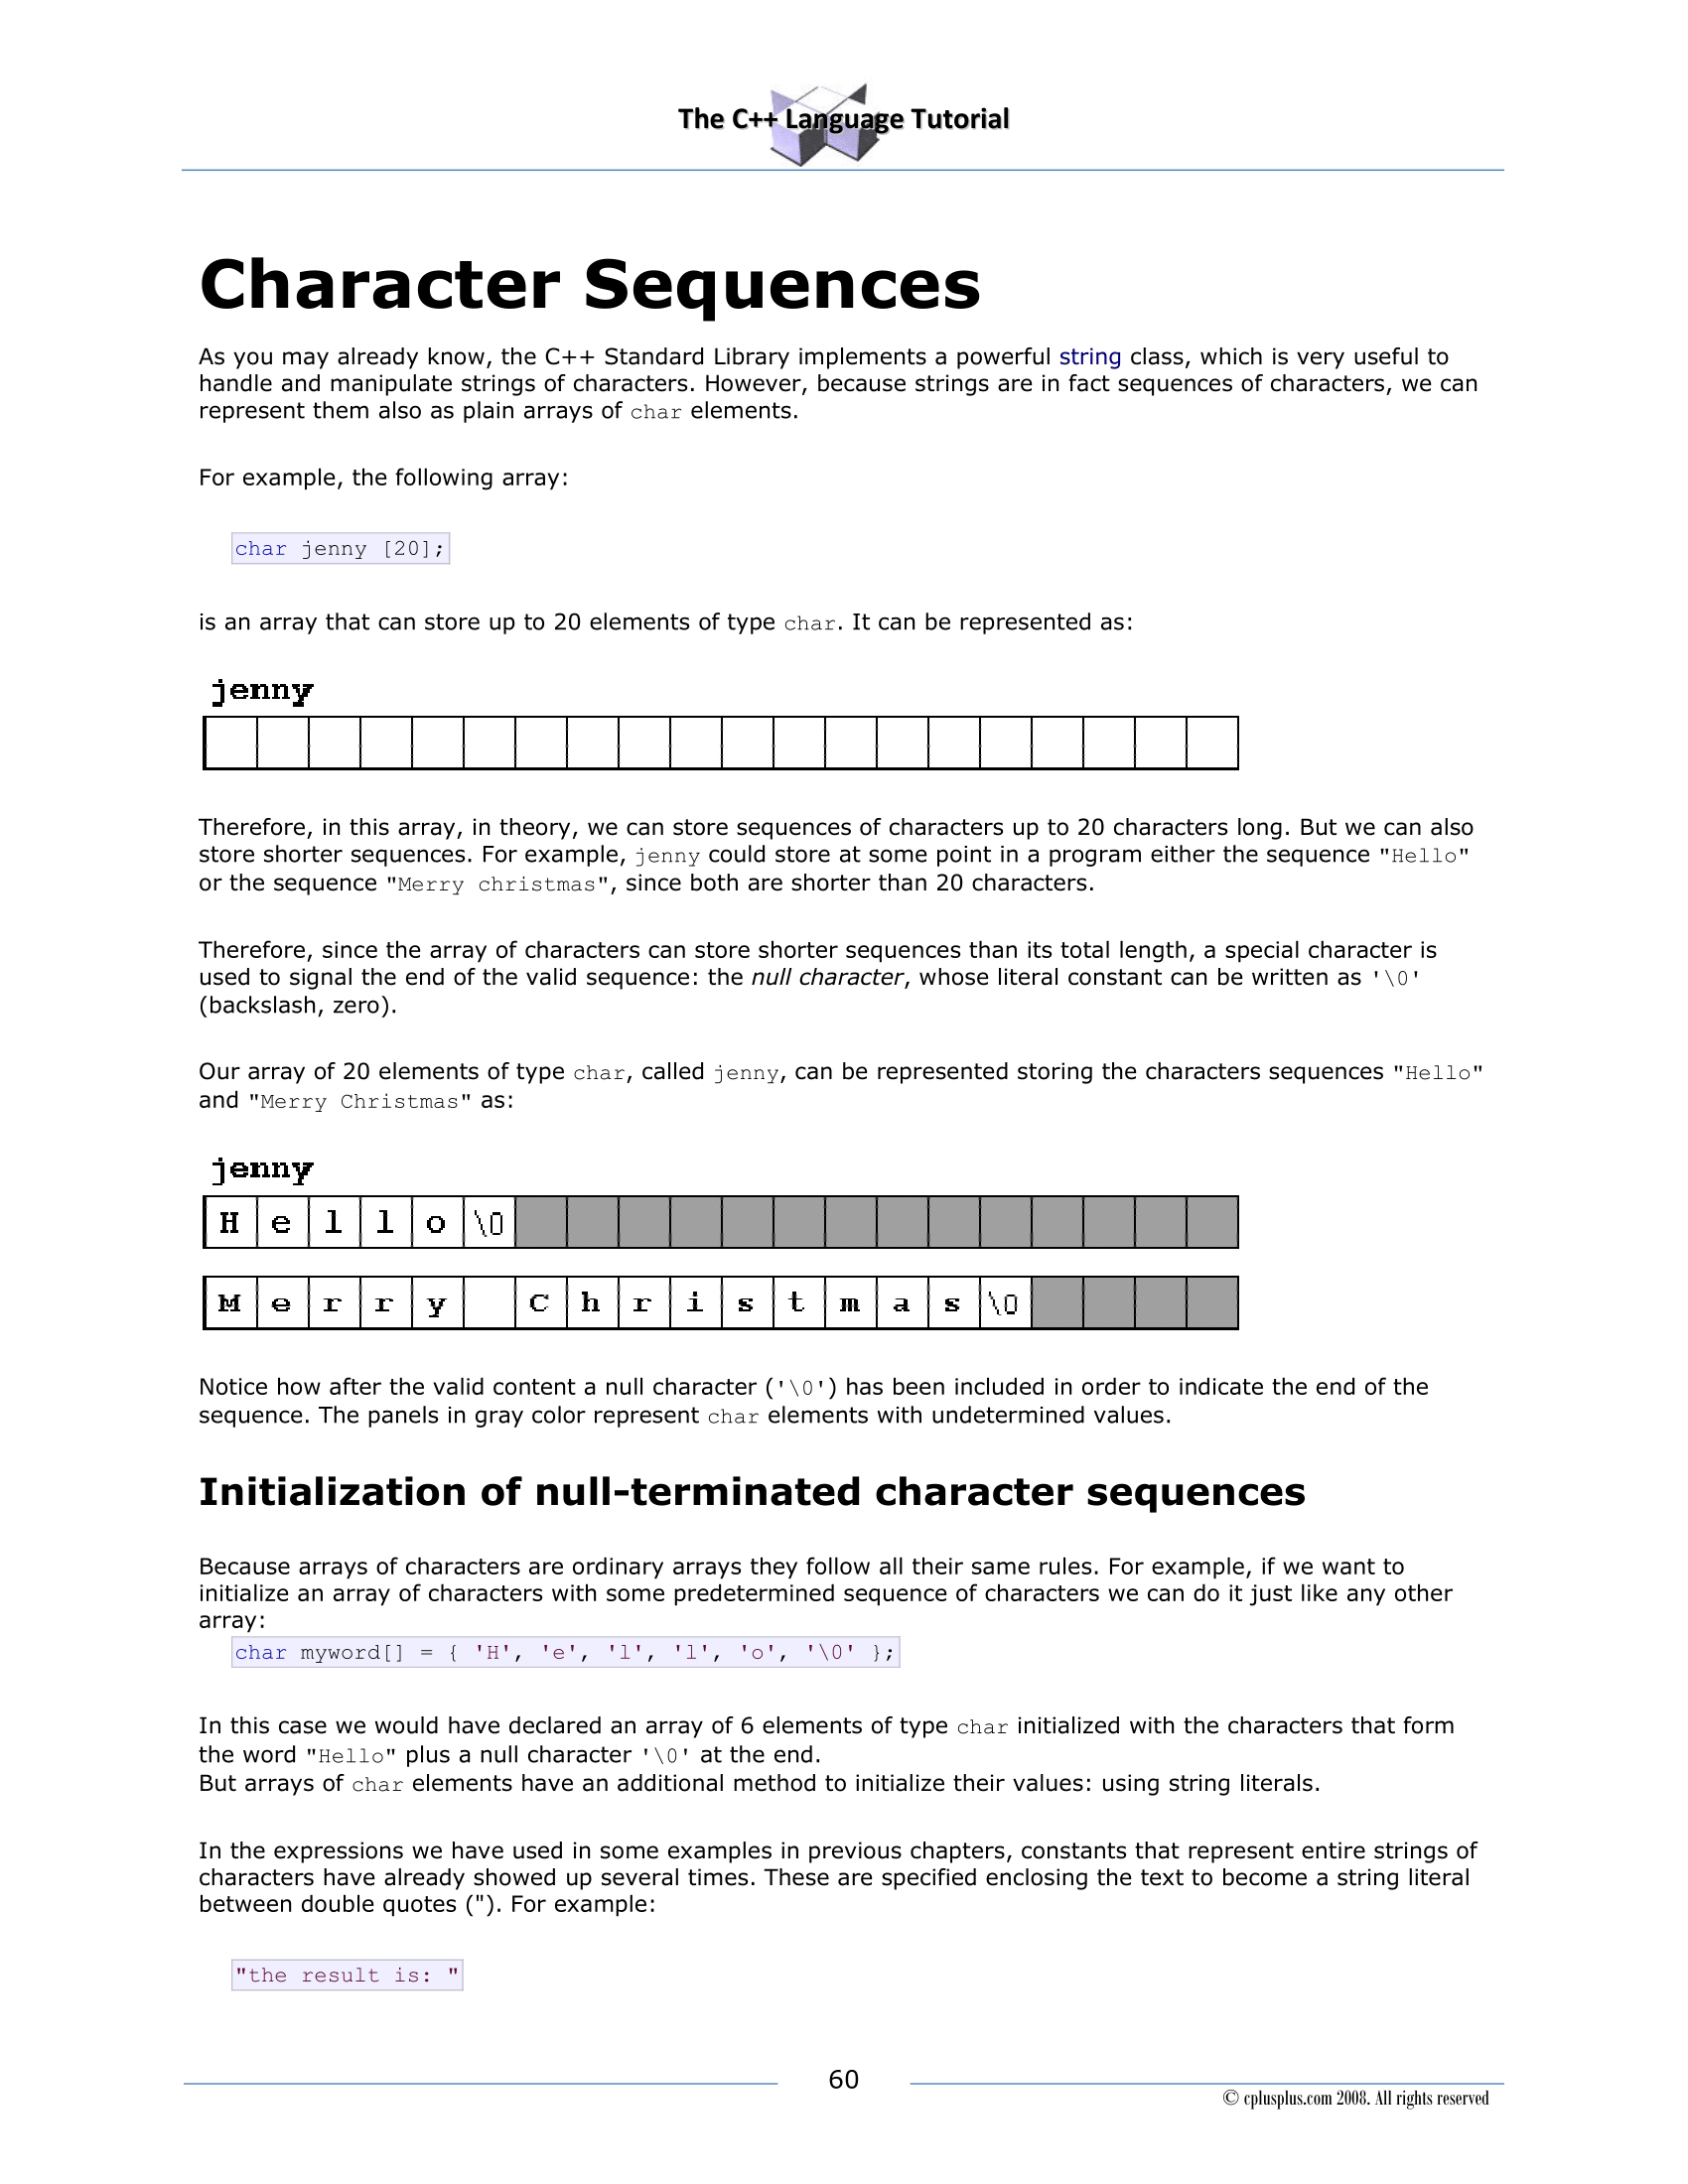 The C++ Language Tutorial
Character Sequences
As you may already know, the C++ Standard Library implements a powerful string class, which is very useful to
handle and manipulate strings of characters. However, because strings are in fact sequences of characters, we can
represent them also as plain arrays of char elements.
For example, the following array:
char jenny [20];
is an array that can store up to 20 elements of type char. It can be represented as:
jenny
Therefore, in this array, in theory, we can store sequences of characters up to 20 characters long. But we can also
store shorter sequences. For example, jenny could store at some point in a program either the sequence "Hello"
or the sequence "Merry christmas", since both are shorter than 20 characters.
Therefore, since the array of characters can store shorter sequences than its total length, a special character is
used to signal the end of the valid sequence: the null character, whose literal constant can be written as '\0'
(backslash, zero).
Our array of 20 elements of type char, called jenny, can be represented storing the characters sequences "Hello"
and "Merry Christmas" as:
jenny
H e l l o \0
M e r r y C h r i s t m a s \0
Notice how after the valid content a null character ('\0') has been included in order to indicate the end of the
sequence. The panels in gray color represent char elements with undetermined values.
Initialization of null-terminated character sequences
Because arrays of characters are ordinary arrays they follow all their same rules. For example, if we want to
initialize an array of characters with some predetermined sequence of characters we can do it just like any other
array:
char myword[] = { 'H', 'e', 'l', 'l', 'o', '\0' };
In this case we would have declared an array of 6 elements of type char initialized with the characters that form
the word "Hello" plus a null character '\0' at the end.
But arrays of char elements have an additional method to initialize their values: using string literals.
In the expressions we have used in some examples in previous chapters, constants that represent entire strings of
characters have already showed up several times. These are specified enclosing the text to become a string literal
between double quotes ("). For example:
"the result is: "
60
© cplusplus.com 2008. All rights reserved